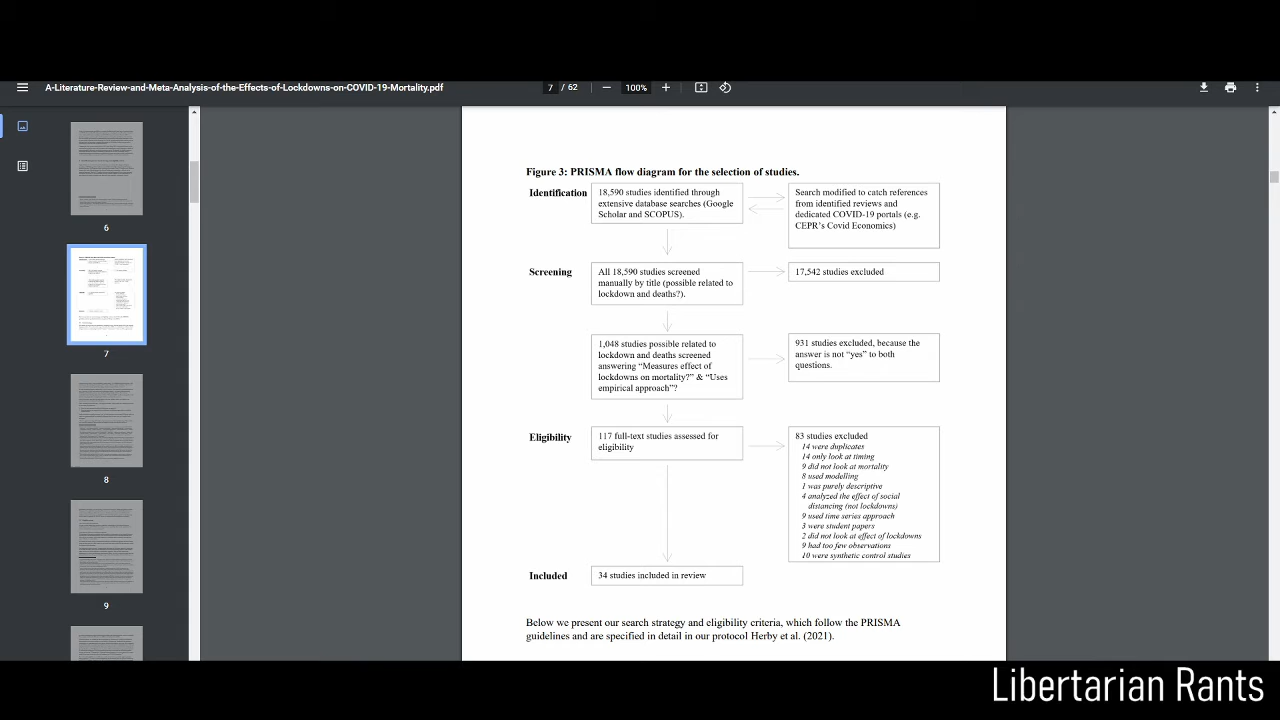 A-Literature-Review-and-Meta-Analysis-of-the-Effects-of-Lockdowns-on-COVID-19-Mortality.pdf
7 / 62
100%
6
7
8
9
Figure 3: PRISMA flow diagram for the selection of studies.
Identification
18,590 studies identified through
extensive database searches (Google
Scholar and SCOPUS).
Search modified to catch references
from identified reviews and
dedicated COVID-19 portals (e.g.
CEPR's Covid Economics)
Screening
All 18,590 studies screened
manually by title (possible related to
lockdown and deaths?).
17,542 studies excluded
1,048 studies possible related to
lockdown and deaths screened
answering "Measures effect of
lockdowns on mortality?" & "Uses
empirical approach"?
931 studies excluded, because the
answer is not "yes" to both
questions.
Eligibility
117 full-text studies assessed for
eligibility
83 studies excluded
14 were duplicates
14 only look at timing
9 did not look at mortality
8 used modelling
1 was purely descriptive
4 analyzed the effect of social
distancing (not lockdowns)
9 used time series approach
3 were student papers
2 did not look at effect of lockdowns
9 had too few observations
10 were synthetic control studies
Included
34 studies included in review
Below we present our search strategy and eligibility criteria, which follow the PRISMA
guidelines and are specified in detail in our protocol Herby et al. (2021).
Libertarian Rants